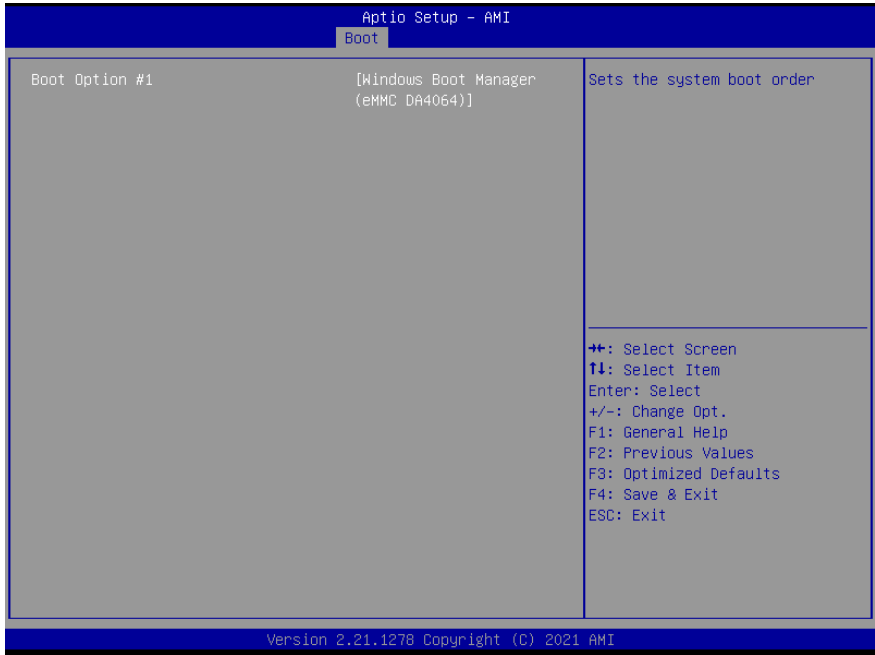 Aptio Setup – AMI
Boot
Boot Option #1 [Windows Boot Manager
(eMMC DA4064)]
Sets the system boot order
→←: Select Screen
↑↓: Select Item
Enter: Select
+/-: Change Opt.
F1: General Help
F2: Previous Values
F3: Optimized Defaults
F4: Save & Exit
ESC: Exit
Version 2.21.1278 Copyright (C) 2021 AMI